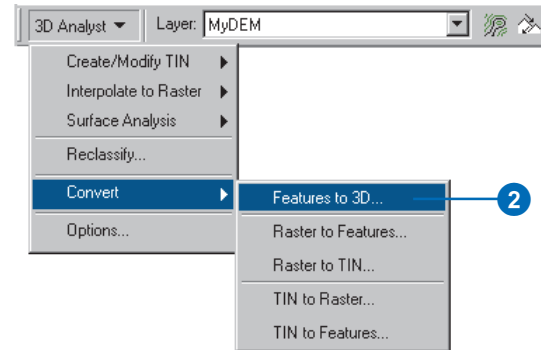 3D Analyst Layer: MyDEM
Create/Modify TIN
Interpolate to Raster
Surface Analysis
Reclassify...
Convert
Options...
Features to 3D...
2
Raster to Features...
Raster to TIN...
TIN to Raster...
TIN to Features...